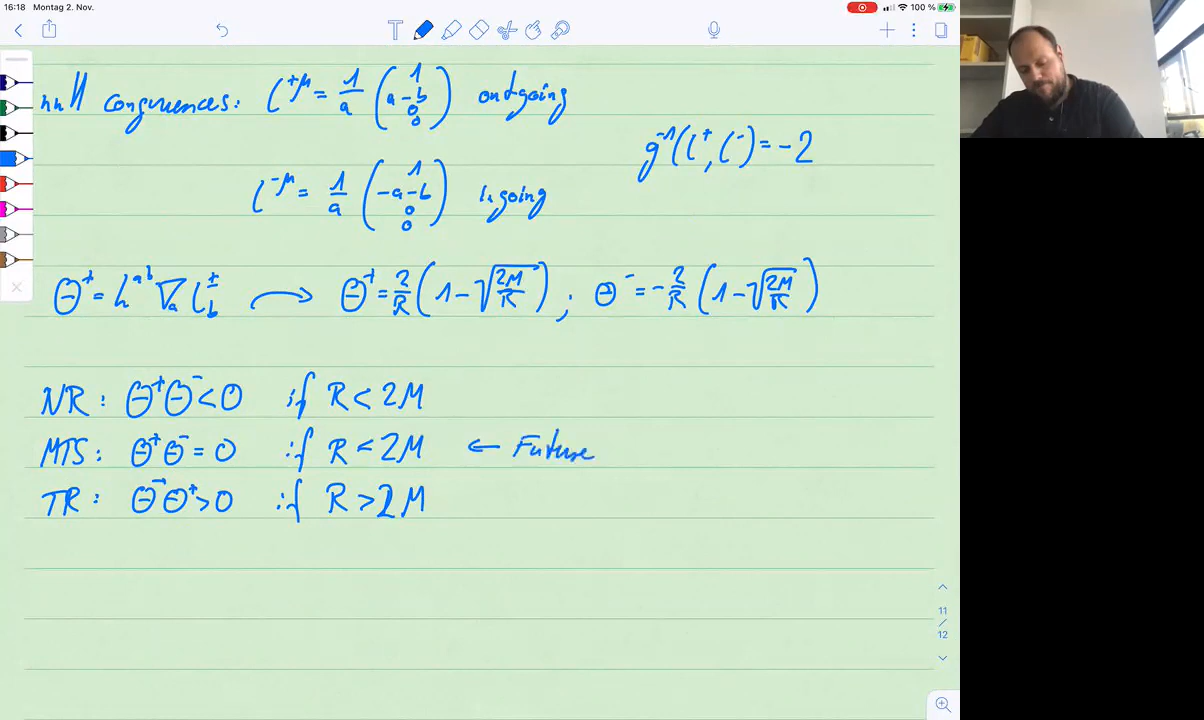 16:18 Montag 2. Nov. 100 %
null congruences: l^{+μ} = 1/a (1, a-b, 0, 0) outgoing
g^{-1}(l^+, l^-) = -2
l^{-μ} = 1/a (1, -a-b, 0, 0) ingoing
Θ^+ = h^{ab} ∇_a l_b^± → Θ^+ = 2/R (1 - √(2M/R)); Θ^- = -2/R (1 - √(2M/R))
NR: Θ^+Θ^- < 0 if R < 2M
MTS: Θ^+Θ^- = 0 if R = 2M ← Future
TR: Θ^-Θ^+ > 0 if R > 2M
11
/
12